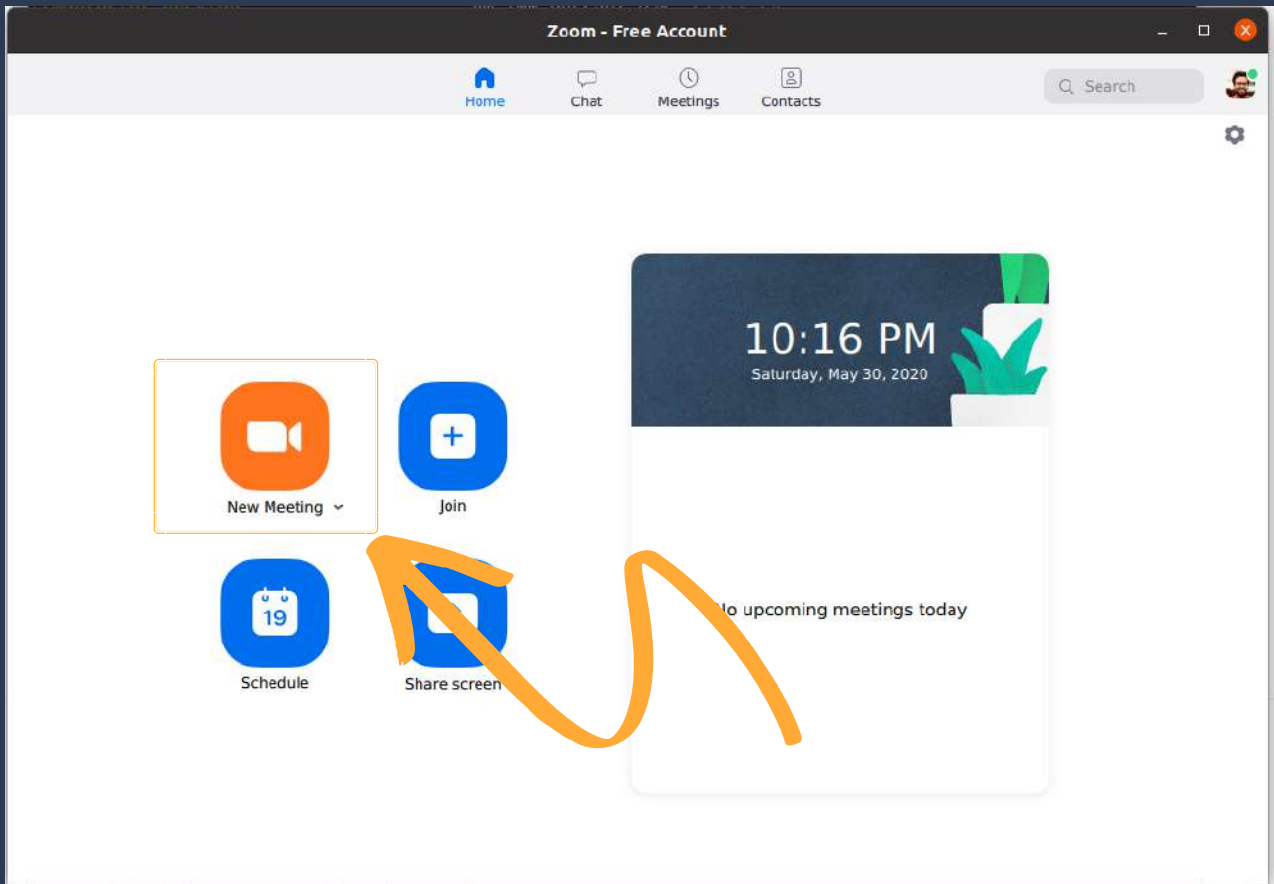 Zoom - Free Account
Home
Chat
Meetings
Contacts
Search
10:16 PM
Saturday, May 30, 2020
New Meeting
Join
19
Schedule
Share screen
upcoming meetings today